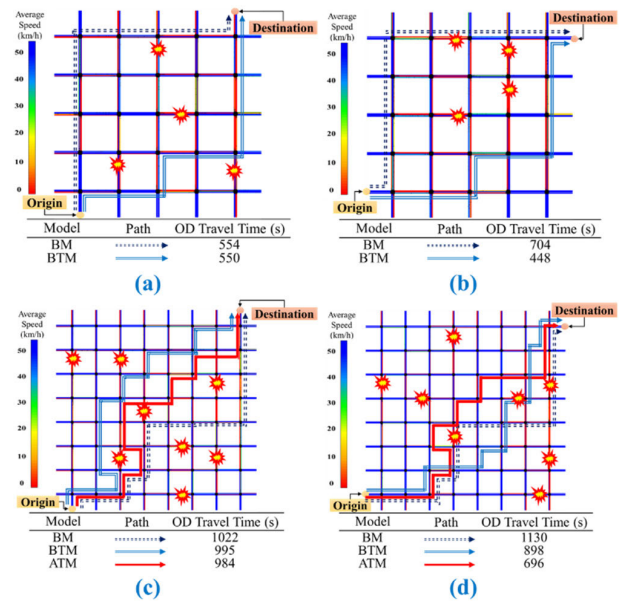 Average
Speed
(km/h)
50
40
30
20
10
0
Destination
Origin
Model Path OD Travel Time (s)
BM 554
BTM 550
(a)
Average
Speed
(km/h)
50
40
30
20
10
0
Destination
Origin
Model Path OD Travel Time (s)
BM 704
BTM 448
(b)
Average
Speed
(km/h)
50
40
30
20
10
0
Destination
Origin
Model Path OD Travel Time (s)
BM 1022
BTM 995
ATM 984
(c)
Average
Speed
(km/h)
50
40
30
20
10
0
Destination
Origin
Model Path OD Travel Time (s)
BM 1130
BTM 898
ATM 696
(d)